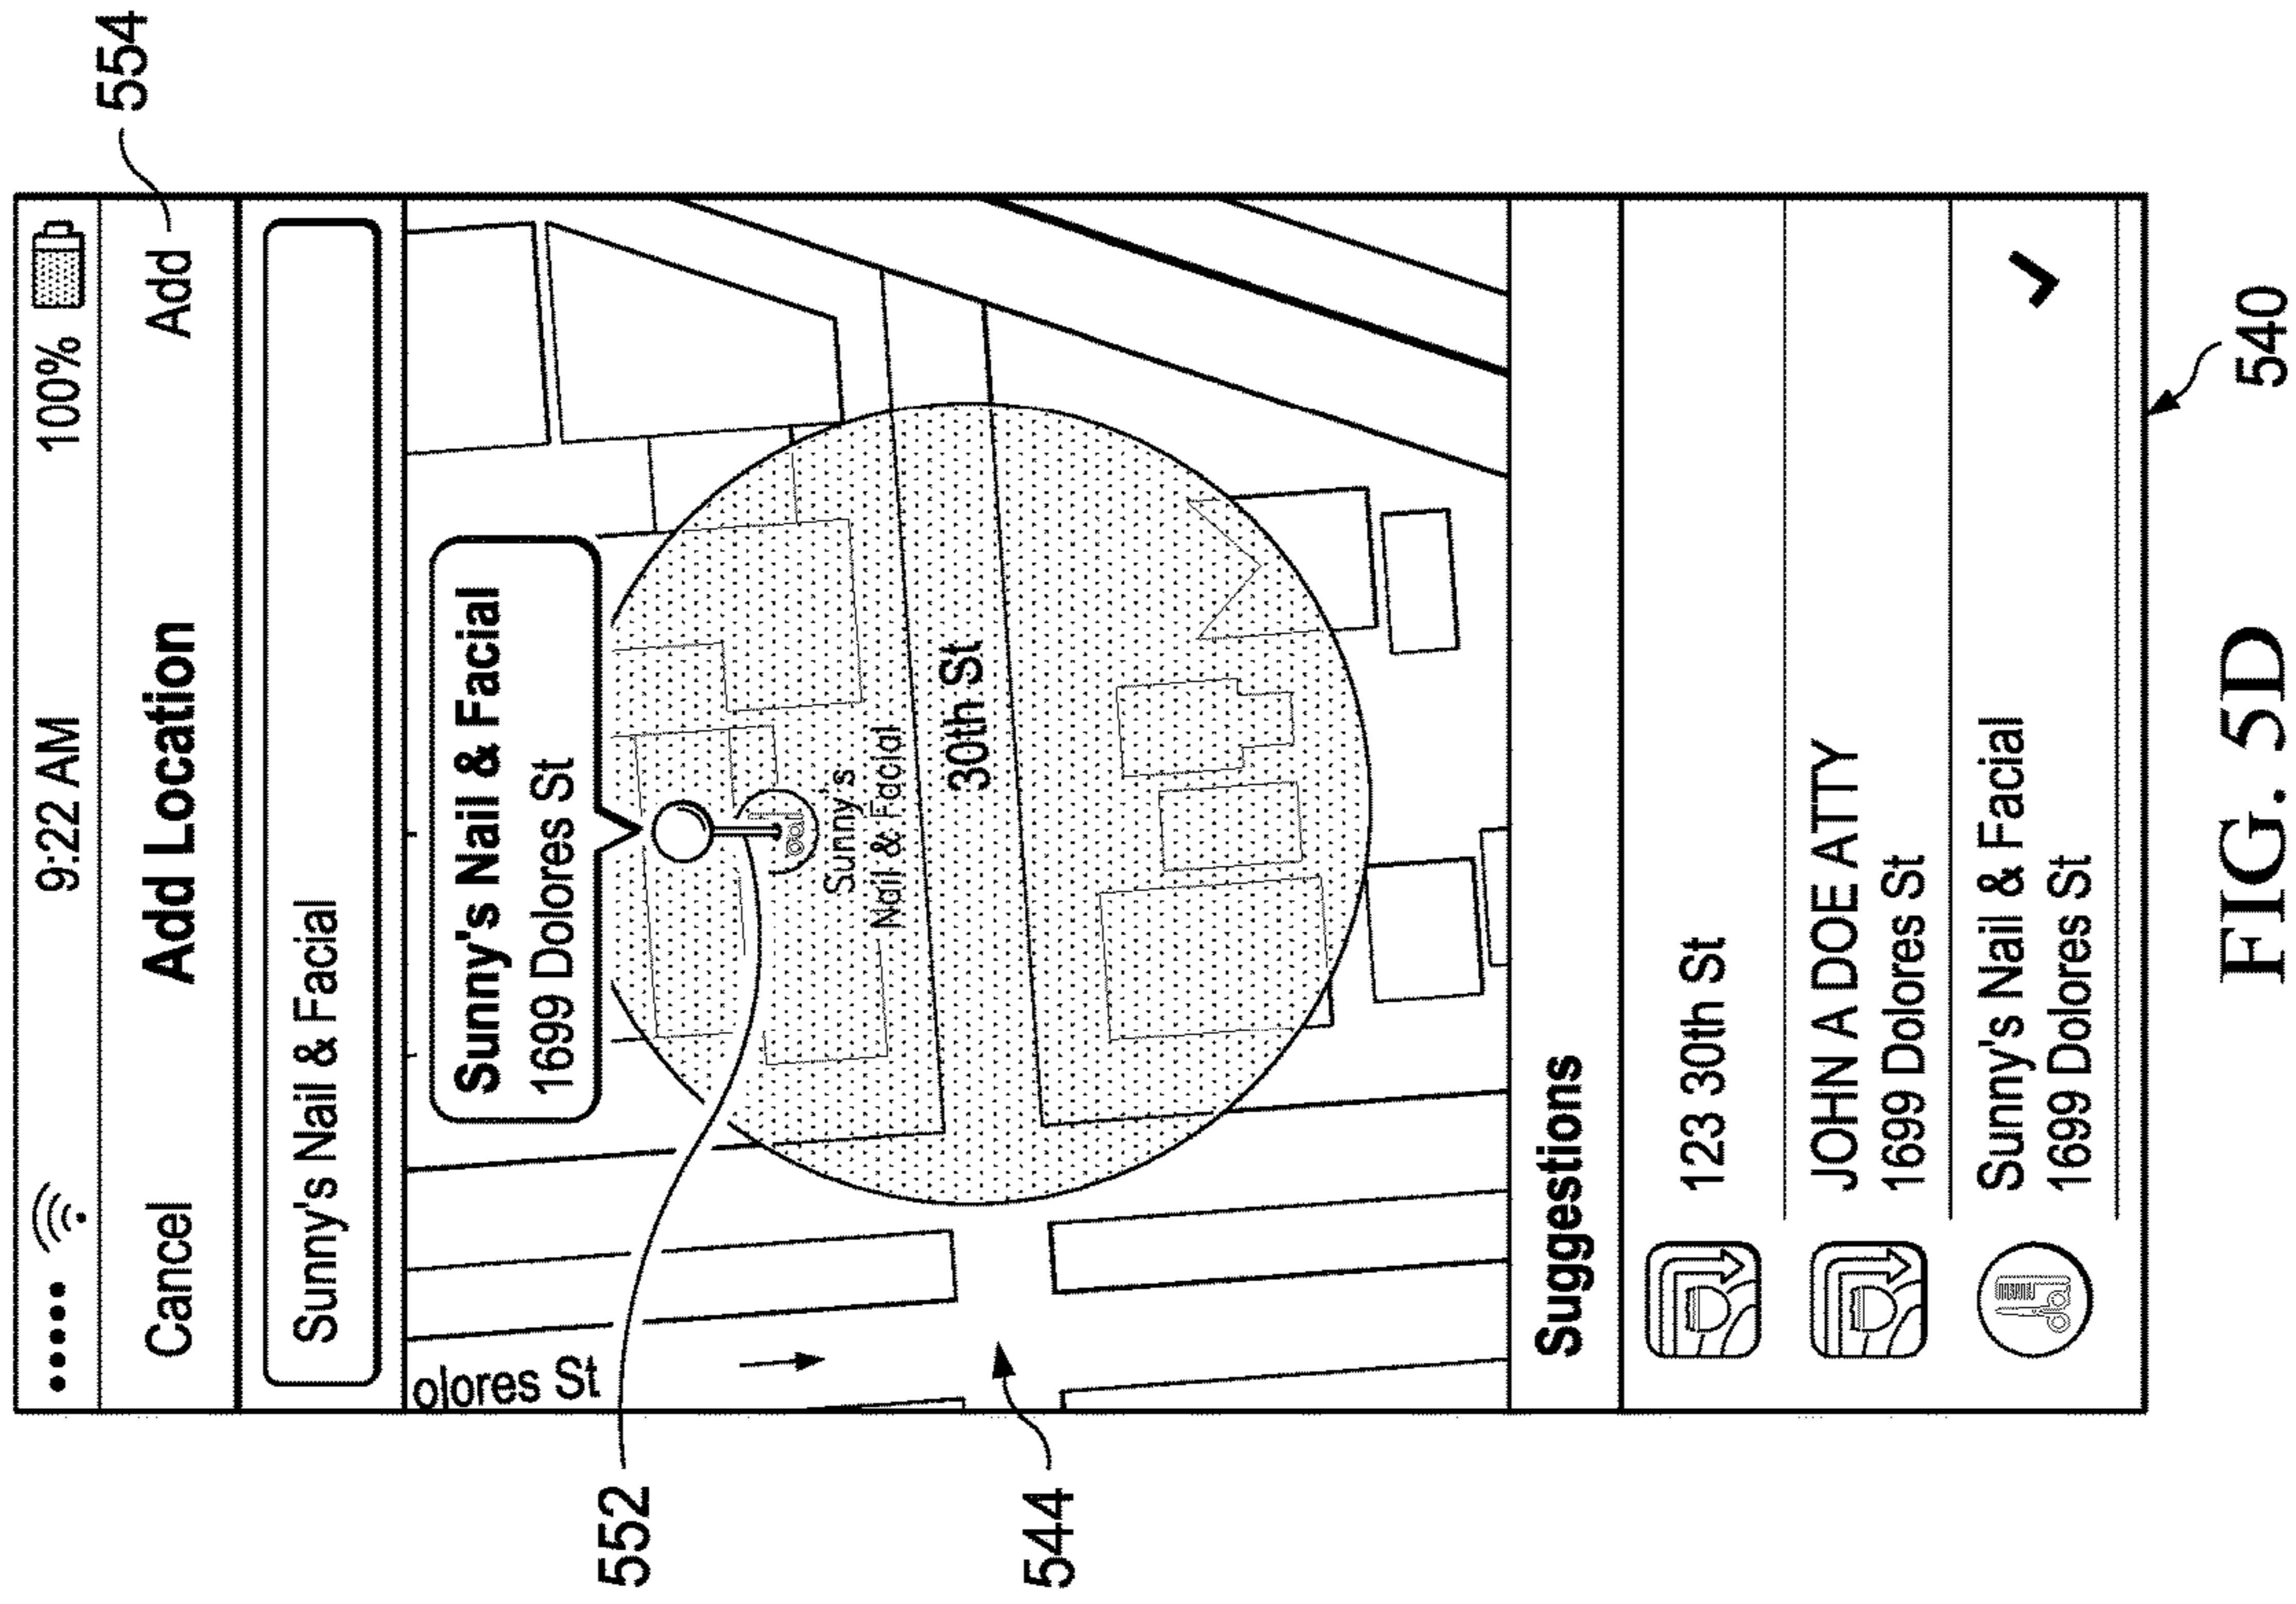 9:22 AM 100%
Cancel Add Location Add
554
Sunny's Nail & Facial
Sunny's Nail & Facial
1699 Dolores St
Sunny's
Nail & Facial
30th St
olores St
552
544
Suggestions
123 30th St
JOHN A DOE ATTY
1699 Dolores St
Sunny's Nail & Facial
1699 Dolores St
540
FIG. 5D